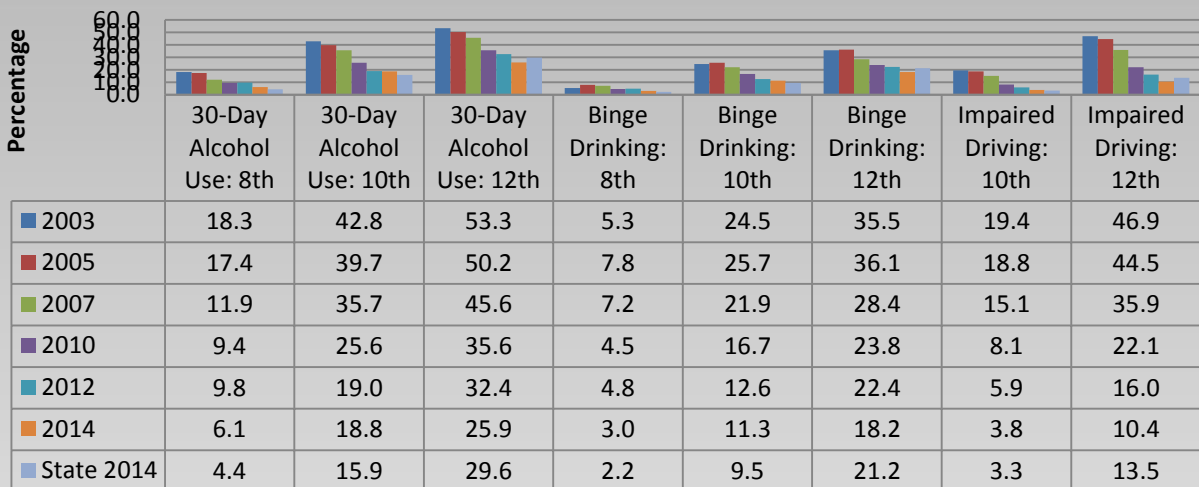 Percentage
60.0
50.0
40.0
30.0
20.0
10.0
0.0
30-Day Alcohol Use: 8th
30-Day Alcohol Use: 10th
30-Day Alcohol Use: 12th
Binge Drinking: 8th
Binge Drinking: 10th
Binge Drinking: 12th
Impaired Driving: 10th
Impaired Driving: 12th
2003 18.3 42.8 53.3 5.3 24.5 35.5 19.4 46.9
2005 17.4 39.7 50.2 7.8 25.7 36.1 18.8 44.5
2007 11.9 35.7 45.6 7.2 21.9 28.4 15.1 35.9
2010 9.4 25.6 35.6 4.5 16.7 23.8 8.1 22.1
2012 9.8 19.0 32.4 4.8 12.6 22.4 5.9 16.0
2014 6.1 18.8 25.9 3.0 11.3 18.2 3.8 10.4
State 2014 4.4 15.9 29.6 2.2 9.5 21.2 3.3 13.5